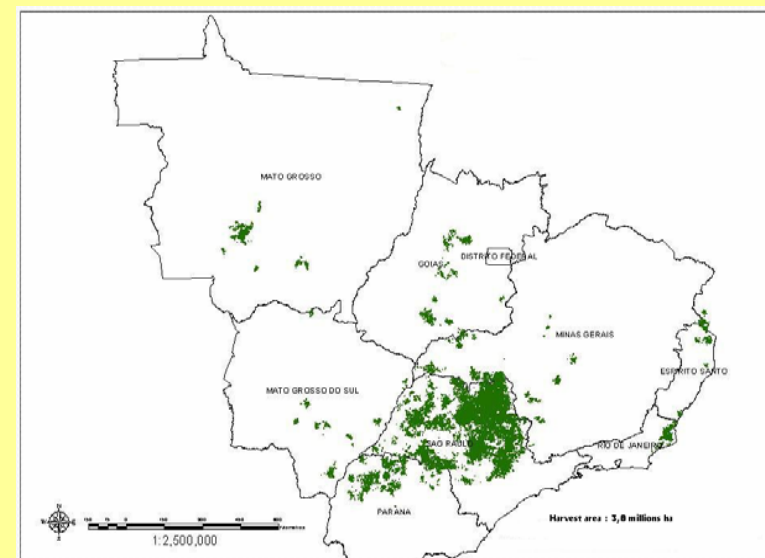 MATO GROSSO
GOIAS
DISTRITO FEDERAL
MINAS GERAIS
ESPIRITO SANTO
MATO GROSSO DO SUL
SAO PAULO
RIO DE JANEIRO
PARANA
Harvest area : 3,0 millions ha
1:2,500,000